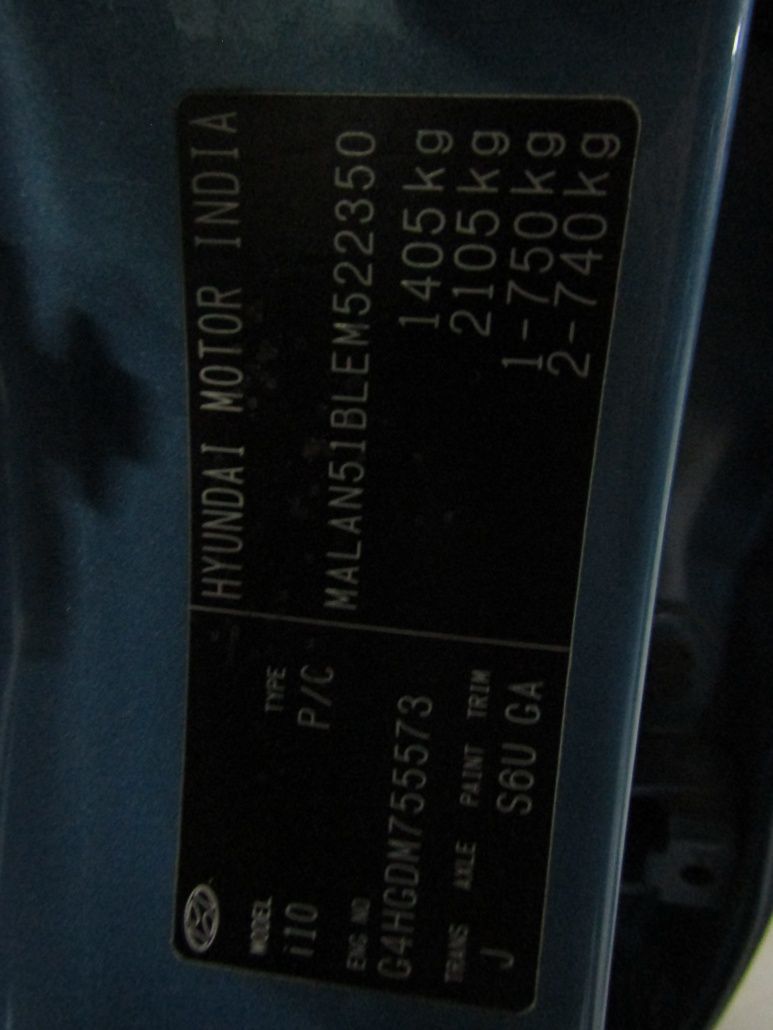 MODEL TYPE
i10 P/C
ENG NO
G4HGDM755573
TRANS AXLE PAINT TRIM
J S6U GA
HYUNDAI MOTOR INDIA
MALAN51BLEM522350
1405kg
2105kg
1-750kg
2-740kg